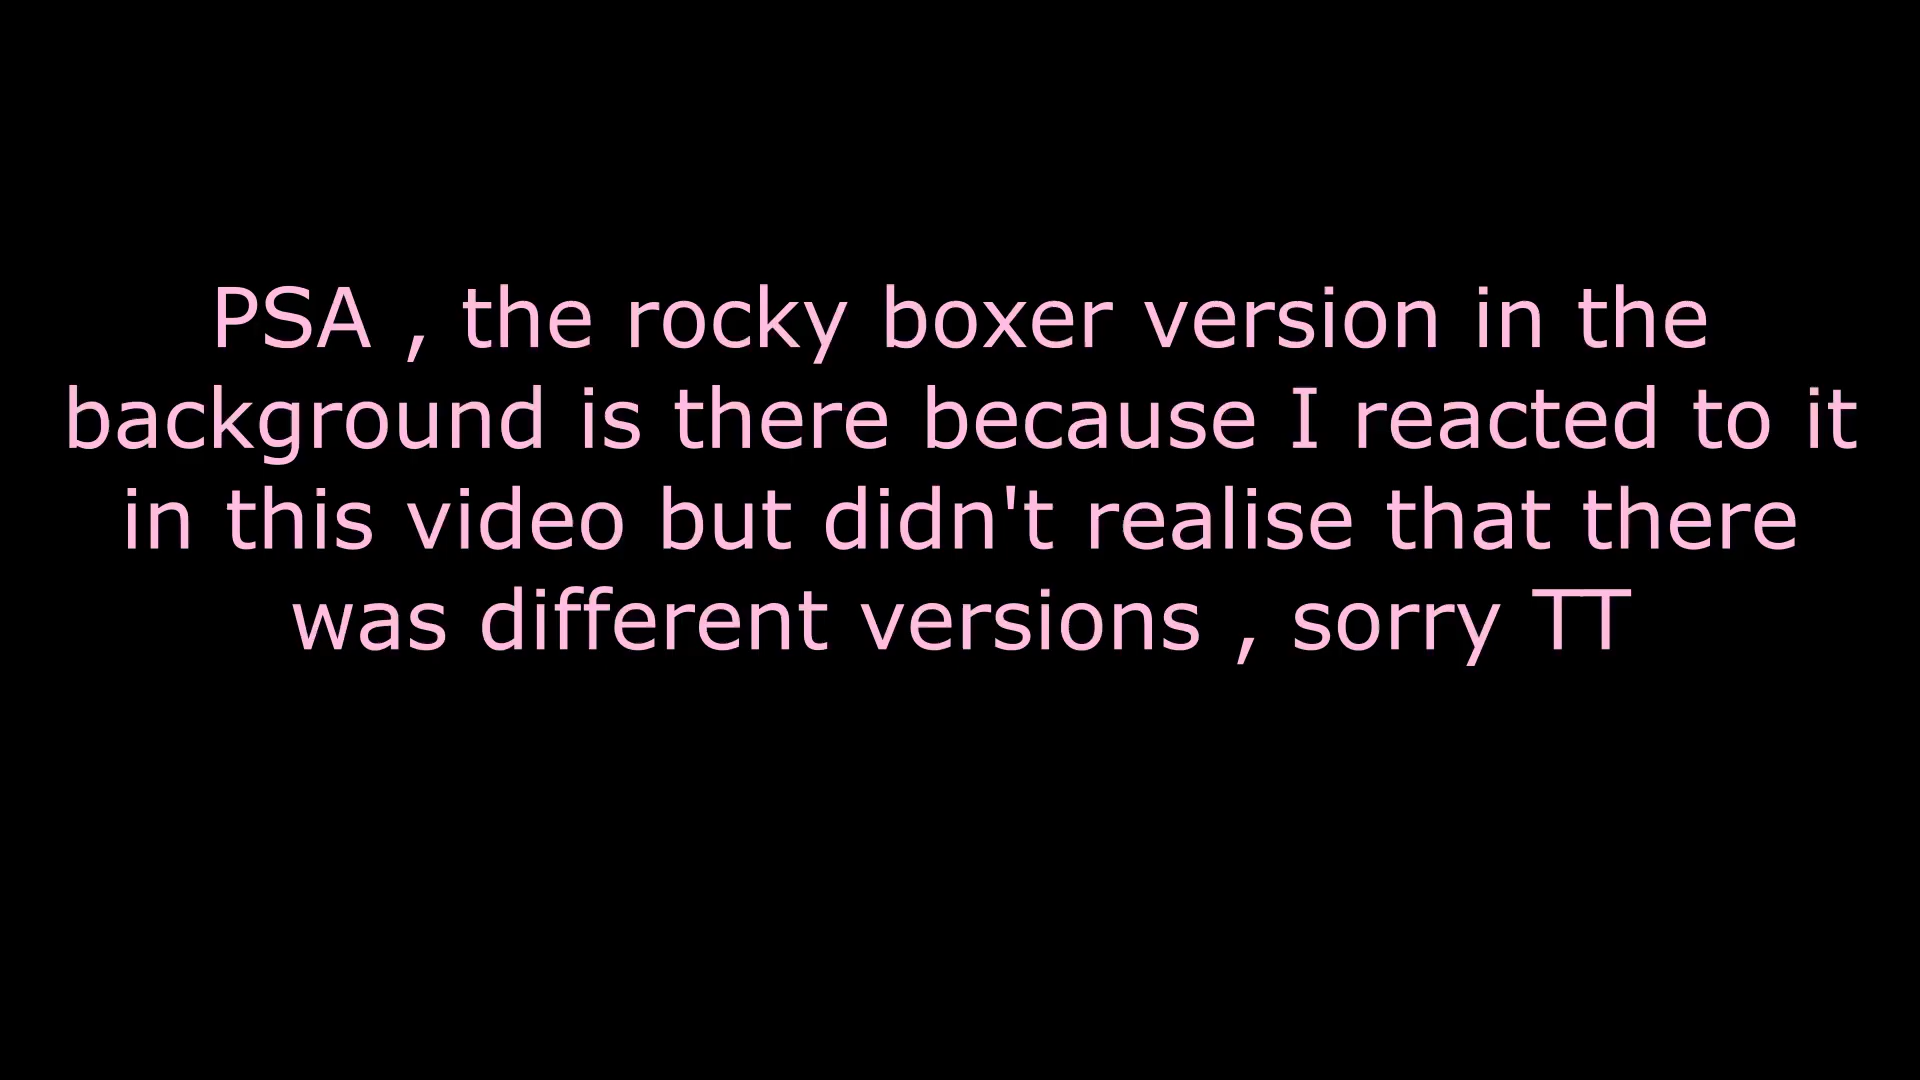 PSA , the rocky boxer version in the
background is there because I reacted to it
in this video but didn't realise that there
was different versions , sorry TT